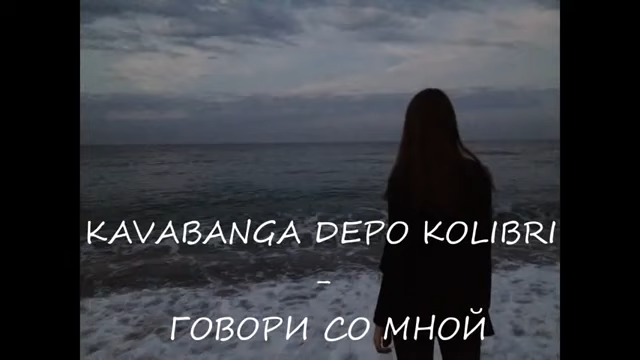 KAVABANGA DEPO KOLIBRI
-
ГОВОРИ СО МНОЙ